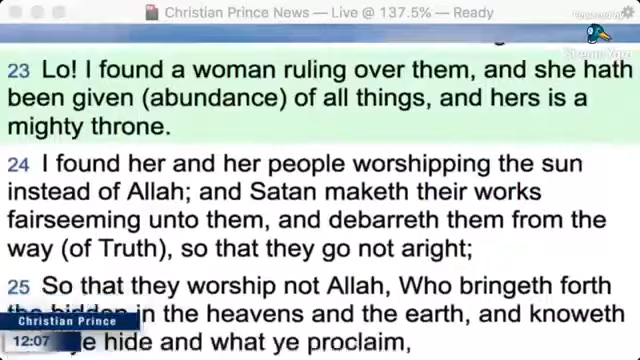 Christian Prince News — Live @ 137.5% — Ready
23 Lo! I found a woman ruling over them, and she hath
been given (abundance) of all things, and hers is a
mighty throne.
24 I found her and her people worshipping the sun
instead of Allah; and Satan maketh their works
fairseeming unto them, and debarreth them from the
way (of Truth), so that they go not aright;
25 So that they worship not Allah, Who bringeth forth
the hidden in the heavens and the earth, and knoweth
Christian Prince
ye hide and what ye proclaim,
12:07